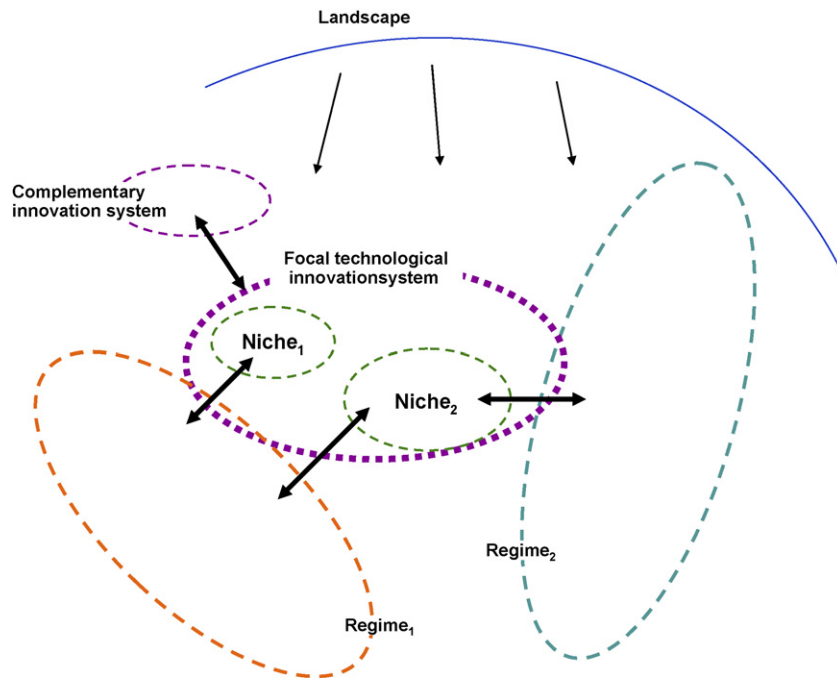 Landscape
Complementary
innovation system
Focal technological
innovationsystem
Niche₁
Niche₂
Regime₂
Regime₁